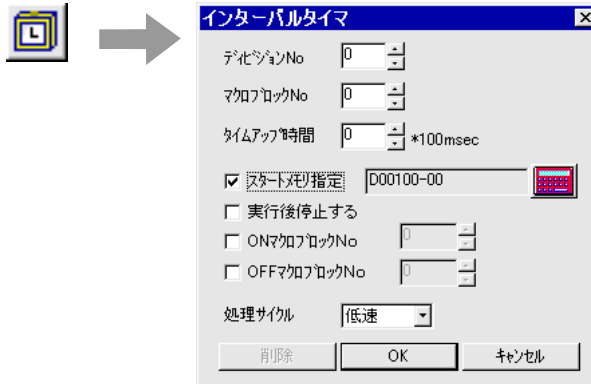 L
インターバルタイマ
ﾃﾞｨﾋﾞｼﾞｮﾝNo 0
ﾏｸﾛﾌﾞﾛｯｸNo 0
ﾀｲﾑｱｯﾌﾟ時間 0 *100msec
ｽﾀｰﾄﾒﾓﾘ指定 D00100-00
実行後停止する
ONﾏｸﾛﾌﾞﾛｯｸNo 0
OFFﾏｸﾛﾌﾞﾛｯｸNo 0
処理ｻｲｸﾙ 低速
削除 OK ｷｬﾝｾﾙ